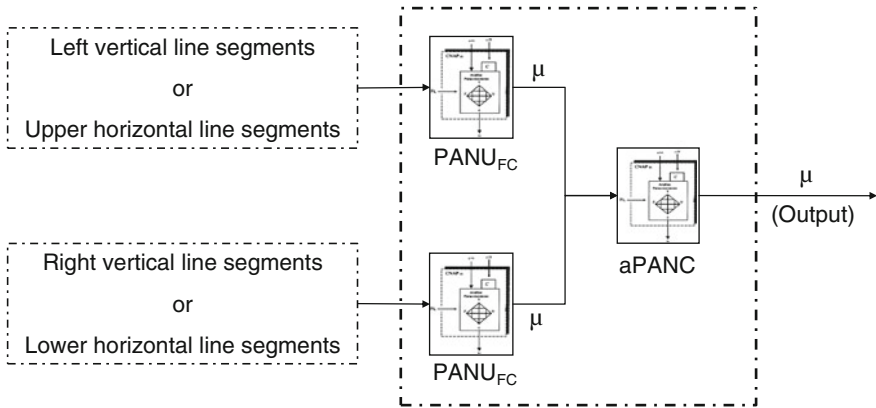 Left vertical line segments
or
Upper horizontal line segments
μ
PANU_FC
μ
(Output)
aPANC
Right vertical line segments
or
Lower horizontal line segments
μ
PANU_FC